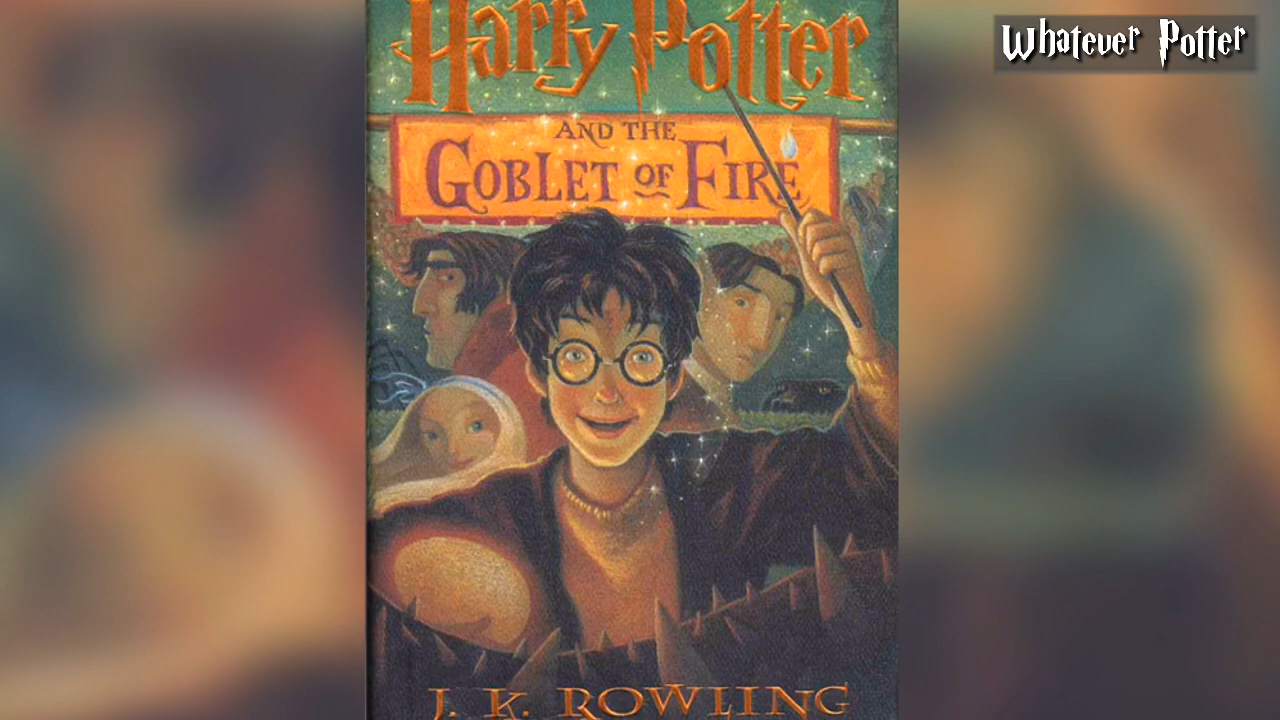 Harry Potter
AND THE
GOBLET OF FIRE
J. K. ROWLING
Whatever Potter